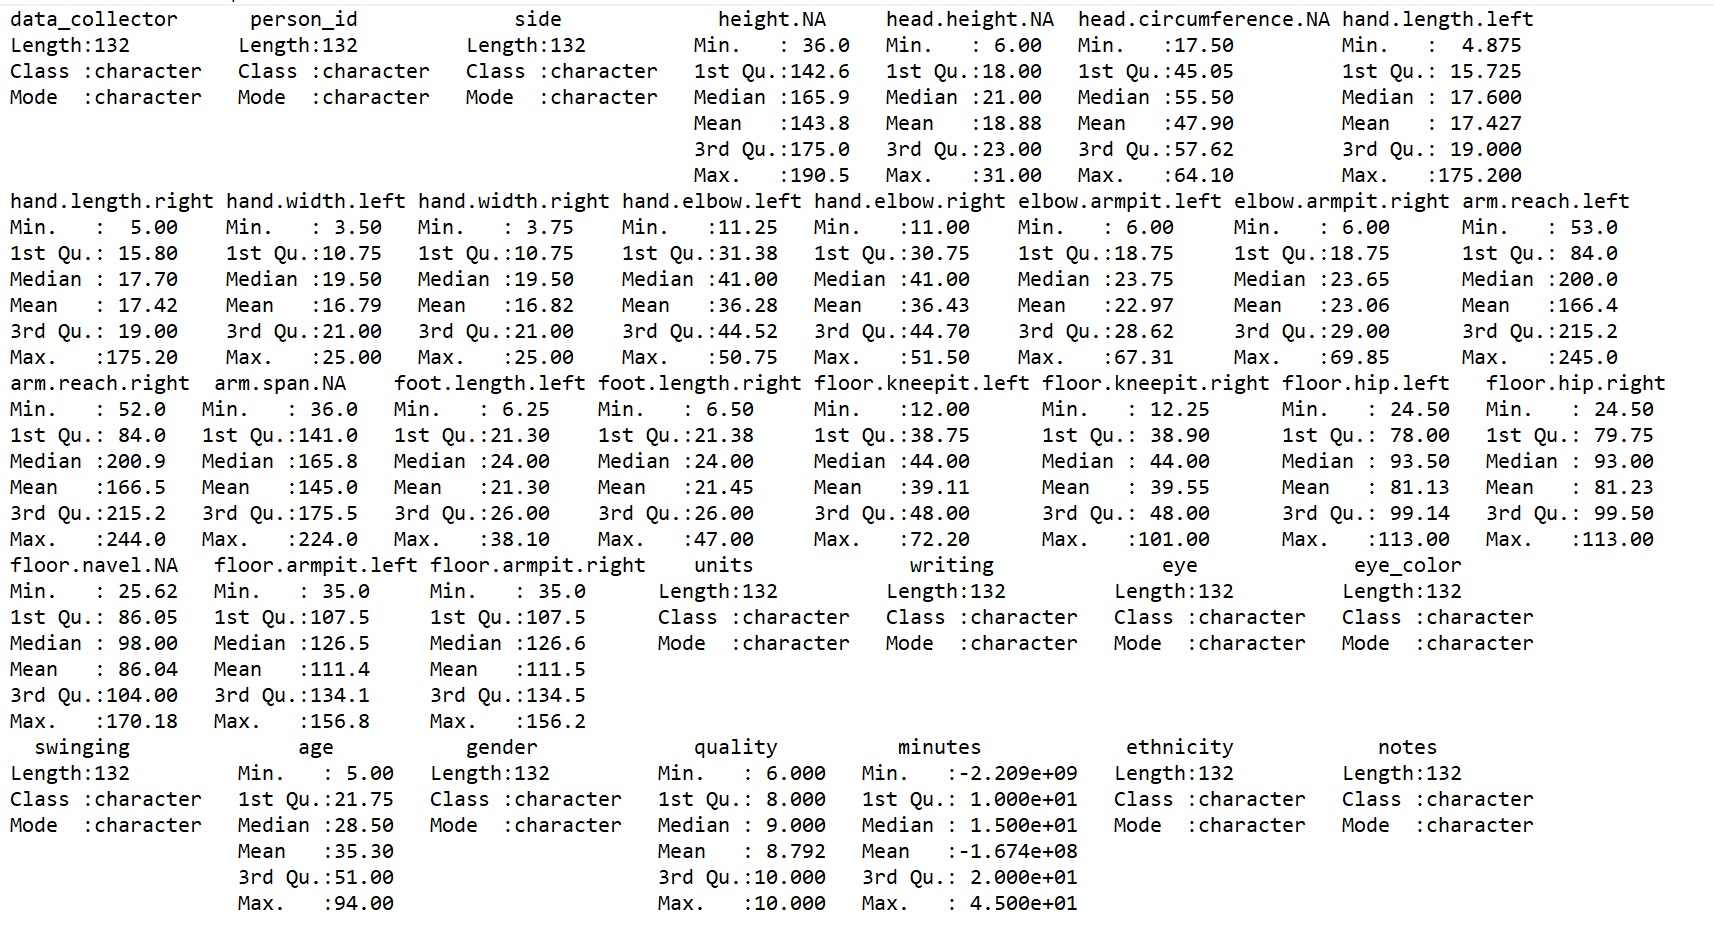 data_collector person_id side height.NA head.height.NA head.circumference.NA hand.length.left
Length:132 Length:132 Length:132 Min. : 36.0 Min. : 6.00 Min. :17.50 Min. : 4.875
Class :character Class :character Class :character 1st Qu.:142.6 1st Qu.:18.00 1st Qu.:45.05 1st Qu.: 15.725
Mode :character Mode :character Mode :character Median :165.9 Median :21.00 Median :55.50 Median : 17.600
Mean :143.8 Mean :18.88 Mean :47.90 Mean : 17.427
3rd Qu.:175.0 3rd Qu.:23.00 3rd Qu.:57.62 3rd Qu.: 19.000
Max. :190.5 Max. :31.00 Max. :64.10 Max. :175.200
hand.length.right hand.width.left hand.width.right hand.elbow.left hand.elbow.right elbow.armpit.left elbow.armpit.right arm.reach.left
Min. : 5.00 Min. : 3.50 Min. : 3.75 Min. :11.25 Min. :11.00 Min. : 6.00 Min. : 6.00 Min. : 53.0
1st Qu.: 15.80 1st Qu.:10.75 1st Qu.:10.75 1st Qu.:31.38 1st Qu.:30.75 1st Qu.:18.75 1st Qu.:18.75 1st Qu.: 84.0
Median : 17.70 Median :19.50 Median :19.50 Median :41.00 Median :41.00 Median :23.75 Median :23.65 Median :200.0
Mean : 17.42 Mean :16.79 Mean :16.82 Mean :36.28 Mean :36.43 Mean :22.97 Mean :23.06 Mean :166.4
3rd Qu.: 19.00 3rd Qu.:21.00 3rd Qu.:21.00 3rd Qu.:44.52 3rd Qu.:44.70 3rd Qu.:28.62 3rd Qu.:29.00 3rd Qu.:215.2
Max. :175.20 Max. :25.00 Max. :25.00 Max. :50.75 Max. :51.50 Max. :67.31 Max. :69.85 Max. :245.0
arm.reach.right arm.span.NA foot.length.left foot.length.right floor.kneepit.left floor.kneepit.right floor.hip.left floor.hip.right
Min. : 52.0 Min. : 36.0 Min. : 6.25 Min. : 6.50 Min. :12.00 Min. : 12.25 Min. : 24.50 Min. : 24.50
1st Qu.: 84.0 1st Qu.:141.0 1st Qu.:21.30 1st Qu.:21.38 1st Qu.:38.75 1st Qu.: 38.90 1st Qu.: 78.00 1st Qu.: 79.75
Median :200.9 Median :165.8 Median :24.00 Median :24.00 Median :44.00 Median : 44.00 Median : 93.50 Median : 93.00
Mean :166.5 Mean :145.0 Mean :21.30 Mean :21.45 Mean :39.11 Mean : 39.55 Mean : 81.13 Mean : 81.23
3rd Qu.:215.2 3rd Qu.:175.5 3rd Qu.:26.00 3rd Qu.:26.00 3rd Qu.:48.00 3rd Qu.: 48.00 3rd Qu.: 99.14 3rd Qu.: 99.50
Max. :244.0 Max. :224.0 Max. :38.10 Max. :47.00 Max. :72.20 Max. :101.00 Max. :113.00 Max. :113.00
floor.navel.NA floor.armpit.left floor.armpit.right units writing eye eye_color
Min. : 25.62 Min. : 35.0 Min. : 35.0 Length:132 Length:132 Length:132 Length:132
1st Qu.: 86.05 1st Qu.:107.5 1st Qu.:107.5 Class :character Class :character Class :character Class :character
Median : 98.00 Median :126.5 Median :126.6 Mode :character Mode :character Mode :character Mode :character
Mean : 86.04 Mean :111.4 Mean :111.5
3rd Qu.:104.00 3rd Qu.:134.1 3rd Qu.:134.5
Max. :170.18 Max. :156.8 Max. :156.2
swinging age gender quality minutes ethnicity notes
Length:132 Min. : 5.00 Length:132 Min. : 6.000 Min. :-2.209e+09 Length:132 Length:132
Class :character 1st Qu.:21.75 Class :character 1st Qu.: 8.000 1st Qu.: 1.000e+01 Class :character Class :character
Mode :character Median :28.50 Mode :character Median : 9.000 Median : 1.500e+01 Mode :character Mode :character
Mean :35.30 Mean : 8.792 Mean :-1.674e+08
3rd Qu.:51.00 3rd Qu.:10.000 3rd Qu.: 2.000e+01
Max. :94.00 Max. :10.000 Max. : 4.500e+01